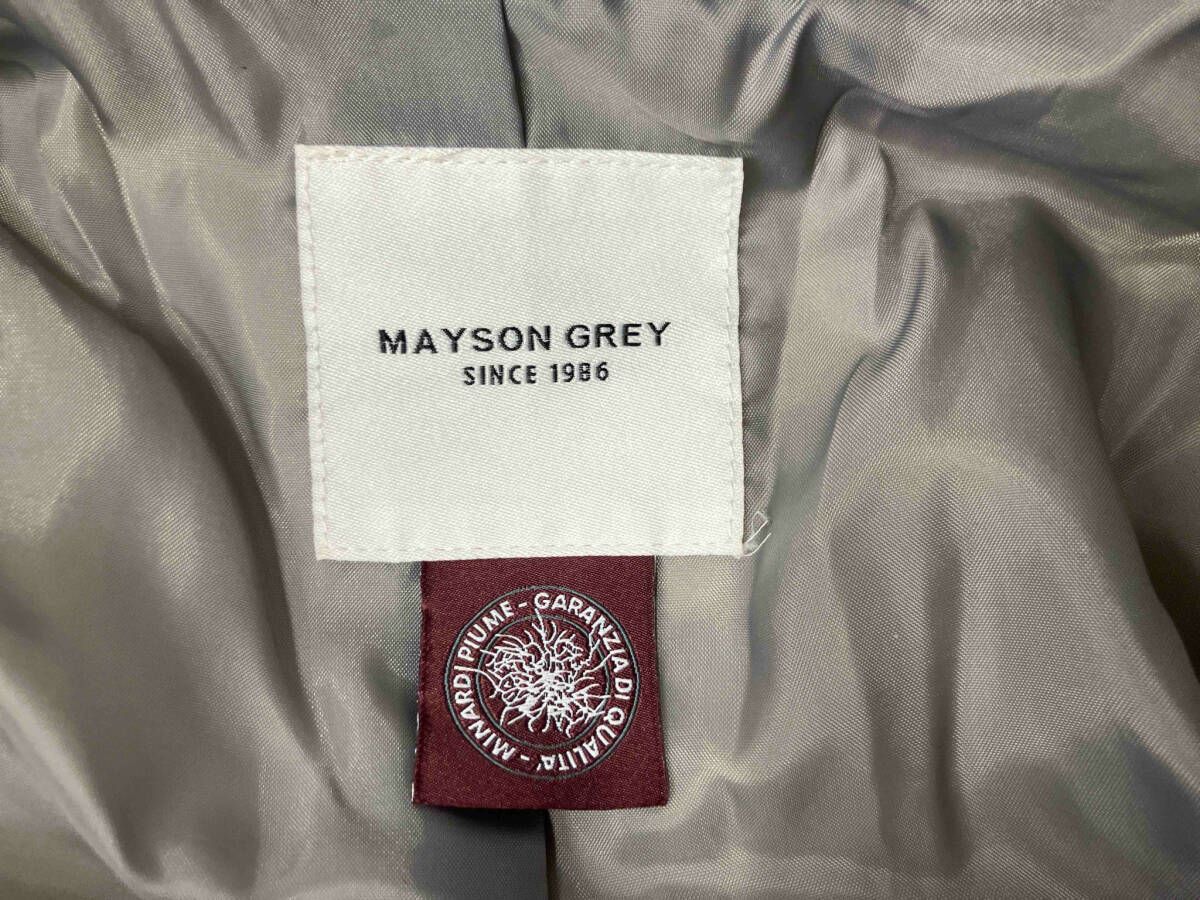 MAYSON GREY
SINCE 1986
MINARDI PIUME - GARANZIA DI QUALITA' -